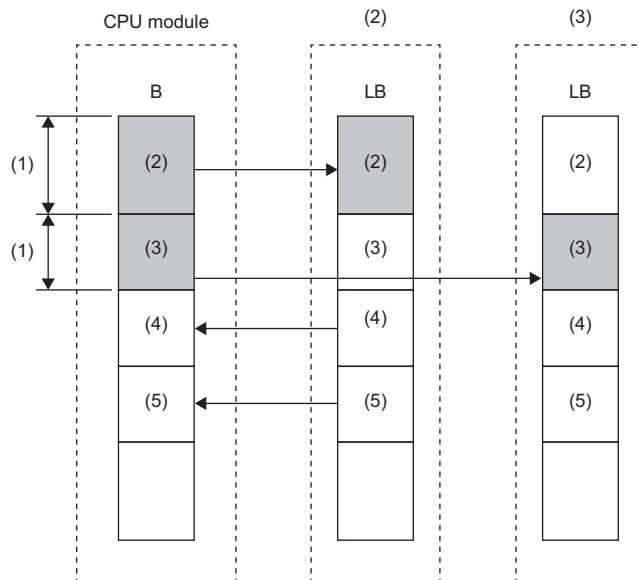 CPU module (2) (3)
B LB LB
(1) (2) (2) (2)
(1) (3) (3) (3)
(4) (4) (4)
(5) (5) (5)